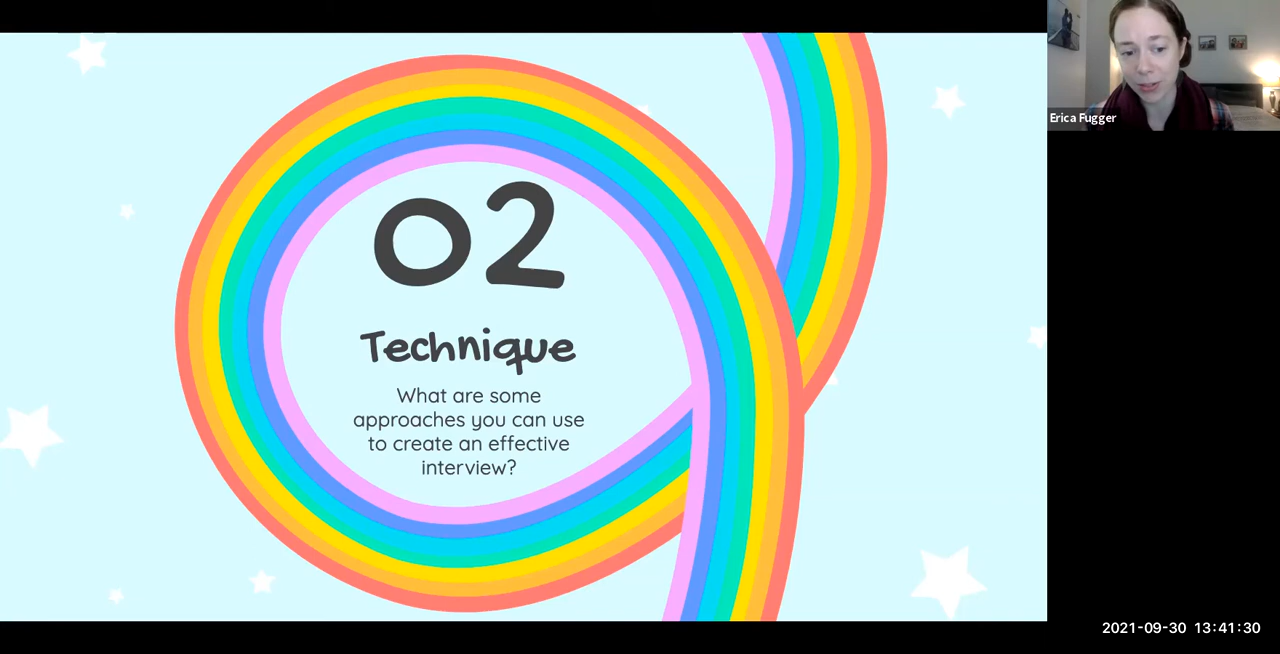 Erica Fugger
02
Technique
What are some
approaches you can use
to create an effective
interview?
2021-09-30 13:41:30